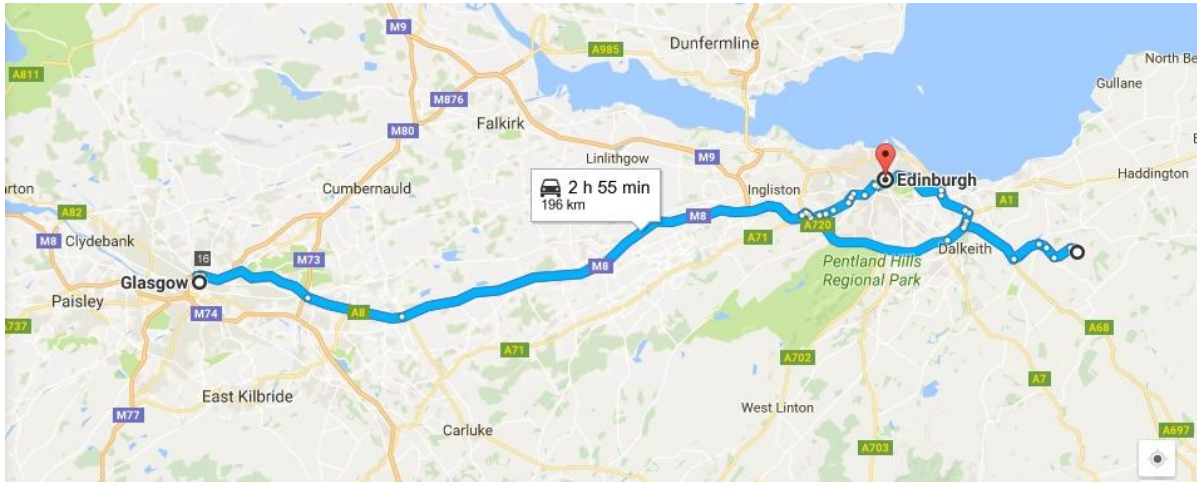 M9
A985
Dunfermline
North Be
A811
Gullane
M876
Falkirk
M80
Linlithgow
M9
2 h 55 min
196 km
Edinburgh
Haddington
arton
Cumbernauld
Ingliston
A1
A82
M8
A720
M8
Clydebank
A71
16
M73
M8
Dalkeith
Pentland Hills
Regional Park
Glasgow
Paisley
M74
A8
737
A71
A68
A702
A7
East Kilbride
West Linton
M77
Carluke
A703
A697